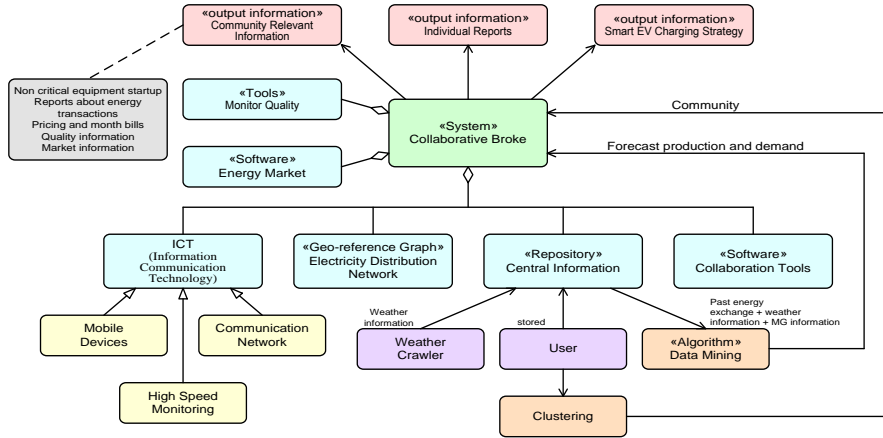 «output information»
Community Relevant
Information
«output information»
Individual Reports
«output information»
Smart EV Charging Strategy
Non critical equipment startup
Reports about energy
transactions
Pricing and month bills
Quality information
Market information
«Tools»
Monitor Quality
«System»
Collaborative Broke
Community
«Software»
Energy Market
Forecast production and demand
ICT
(Information
Communication
Technology)
«Geo-reference Graph»
Electricity Distribution
Network
«Repository»
Central Information
«Software»
Collaboration Tools
Mobile
Devices
Communication
Network
High Speed
Monitoring
Weather
information
stored
Past energy
exchange + weather
information + MG information
Weather
Crawler
User
«Algorithm»
Data Mining
Clustering